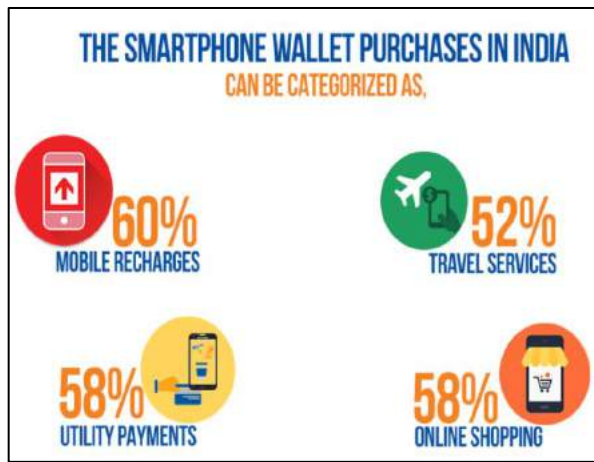 THE SMARTPHONE WALLET PURCHASES IN INDIA
CAN BE CATEGORIZED AS,
60%
MOBILE RECHARGES
52%
TRAVEL SERVICES
58%
UTILITY PAYMENTS
58%
ONLINE SHOPPING